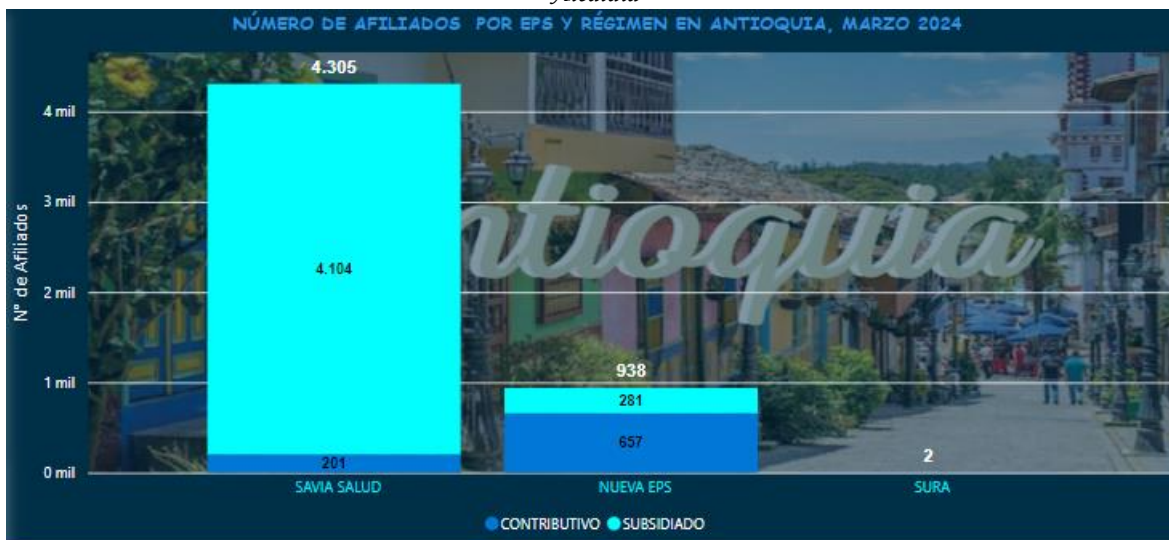 NÚMERO DE AFILIADOS POR EPS Y RÉGIMEN EN ANTIOQUIA, MARZO 2024
4.305
4 mil
3 mil
Antioquia
4.104
2 mil
N° de Afiliados
938
1 mil
281
657
201
2
0 mil
SAVIA SALUD NUEVA EPS SURA
CONTRIBUTIVO SUBSIDIADO